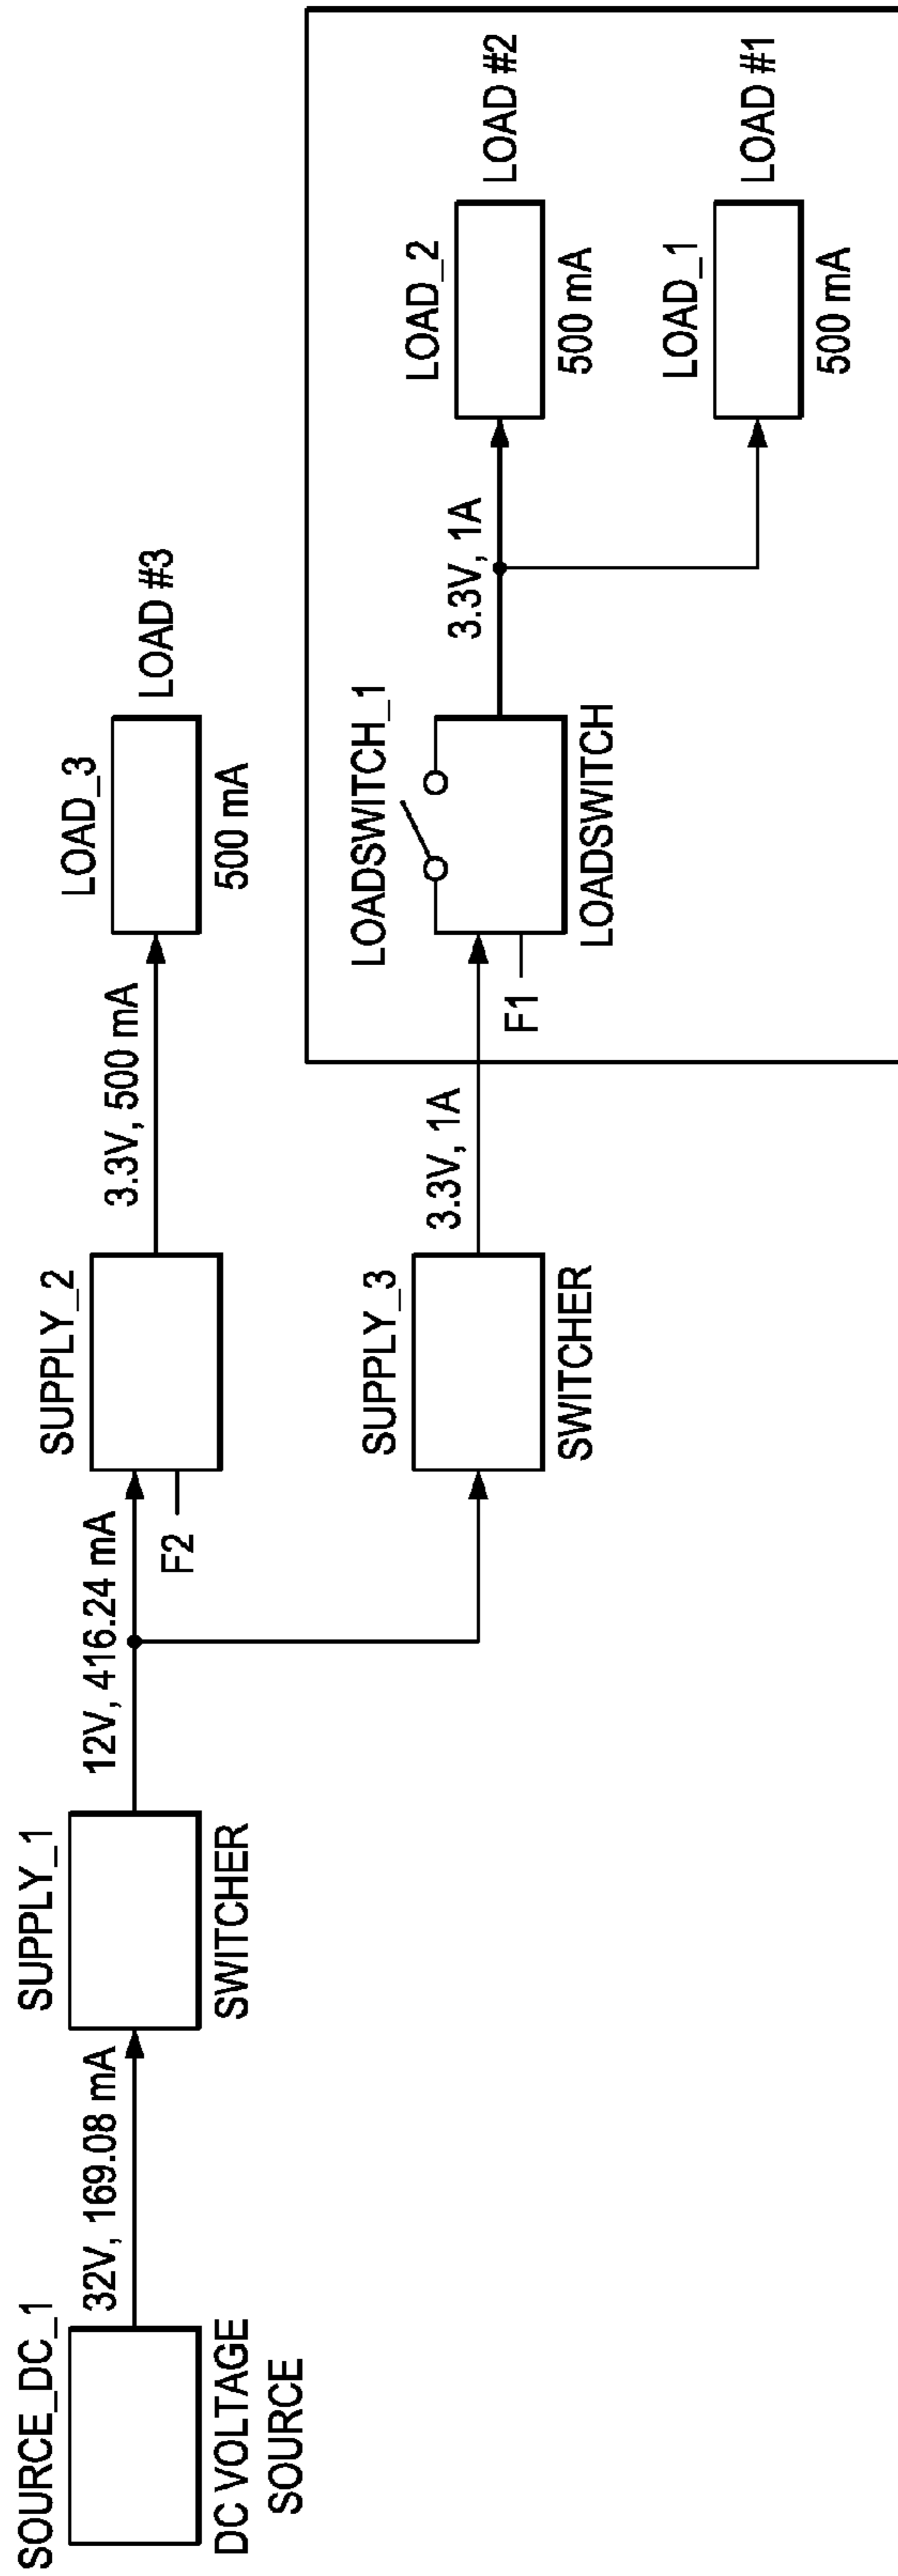 SOURCE_DC_1
DC VOLTAGE
SOURCE
32V, 169.08 mA
SUPPLY_1
SWITCHER
12V, 416.24 mA
SUPPLY_2
F2
3.3V, 500 mA
LOAD_3
500 mA
LOAD #3
SUPPLY_3
SWITCHER
3.3V, 1A
LOADSWITCH_1
F1
LOADSWITCH
3.3V, 1A
LOAD_2
500 mA
LOAD #2
LOAD_1
500 mA
LOAD #1